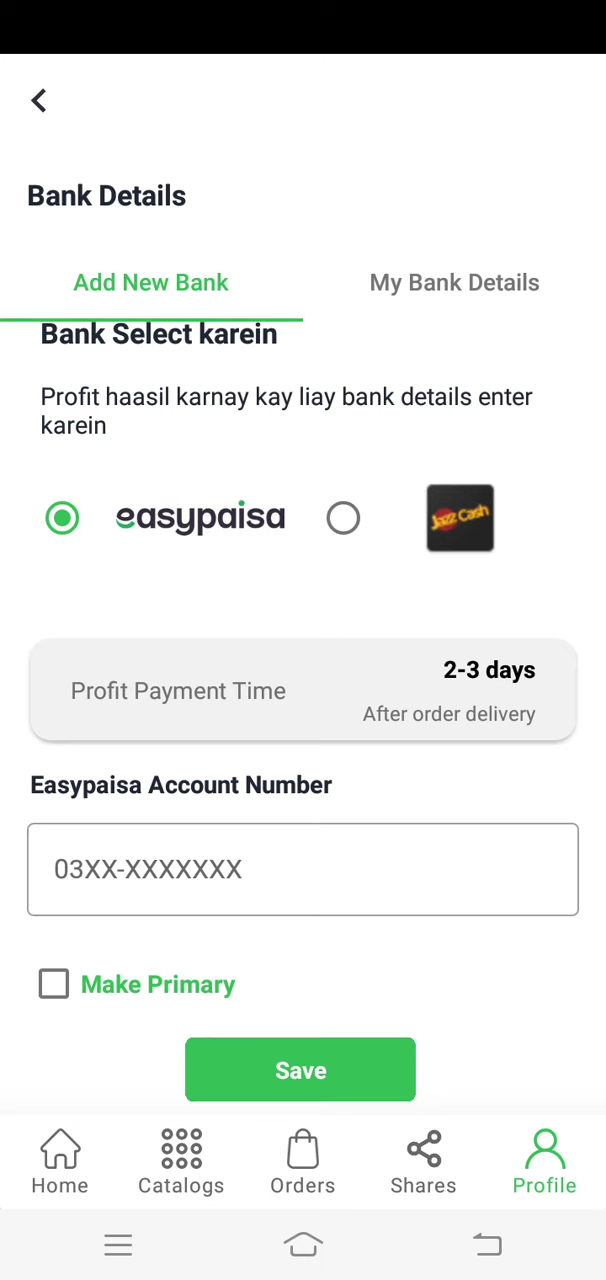 Bank Details
Add New Bank
My Bank Details
Bank Select karein
Profit haasil karnay kay liay bank details enter
karein
easypaisa
Jazz Cash
Profit Payment Time
2-3 days
After order delivery
Easypaisa Account Number
03XX-XXXXXXX
Make Primary
Save
Home
Catalogs
Orders
Shares
Profile